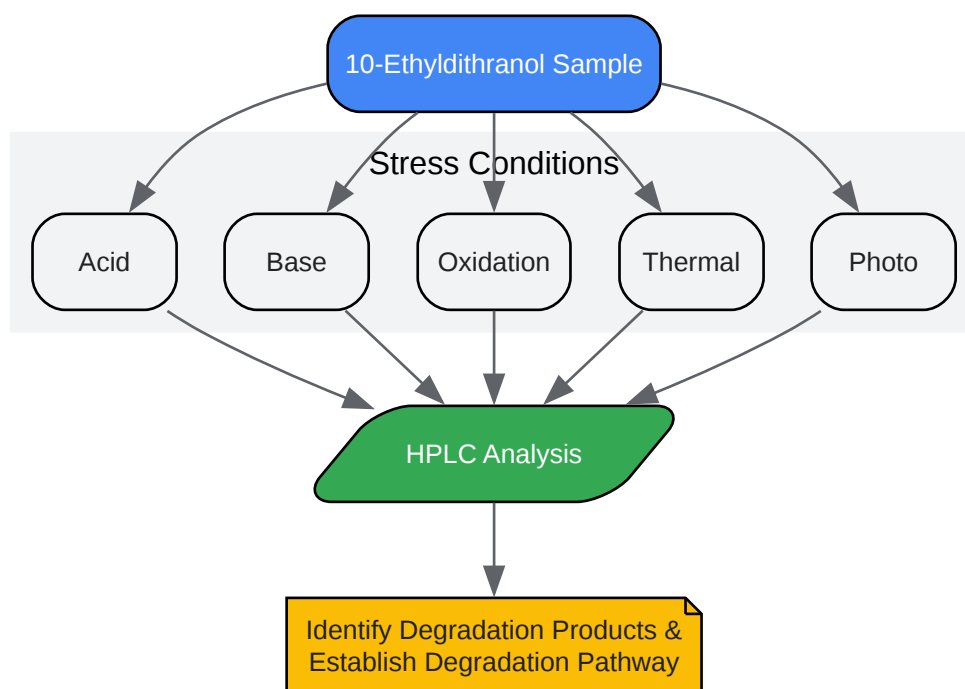 10-Ethyldithranol Sample
Stress Conditions
Acid
Base
Oxidation
Thermal
Photo
HPLC Analysis
Identify Degradation Products &
Establish Degradation Pathway